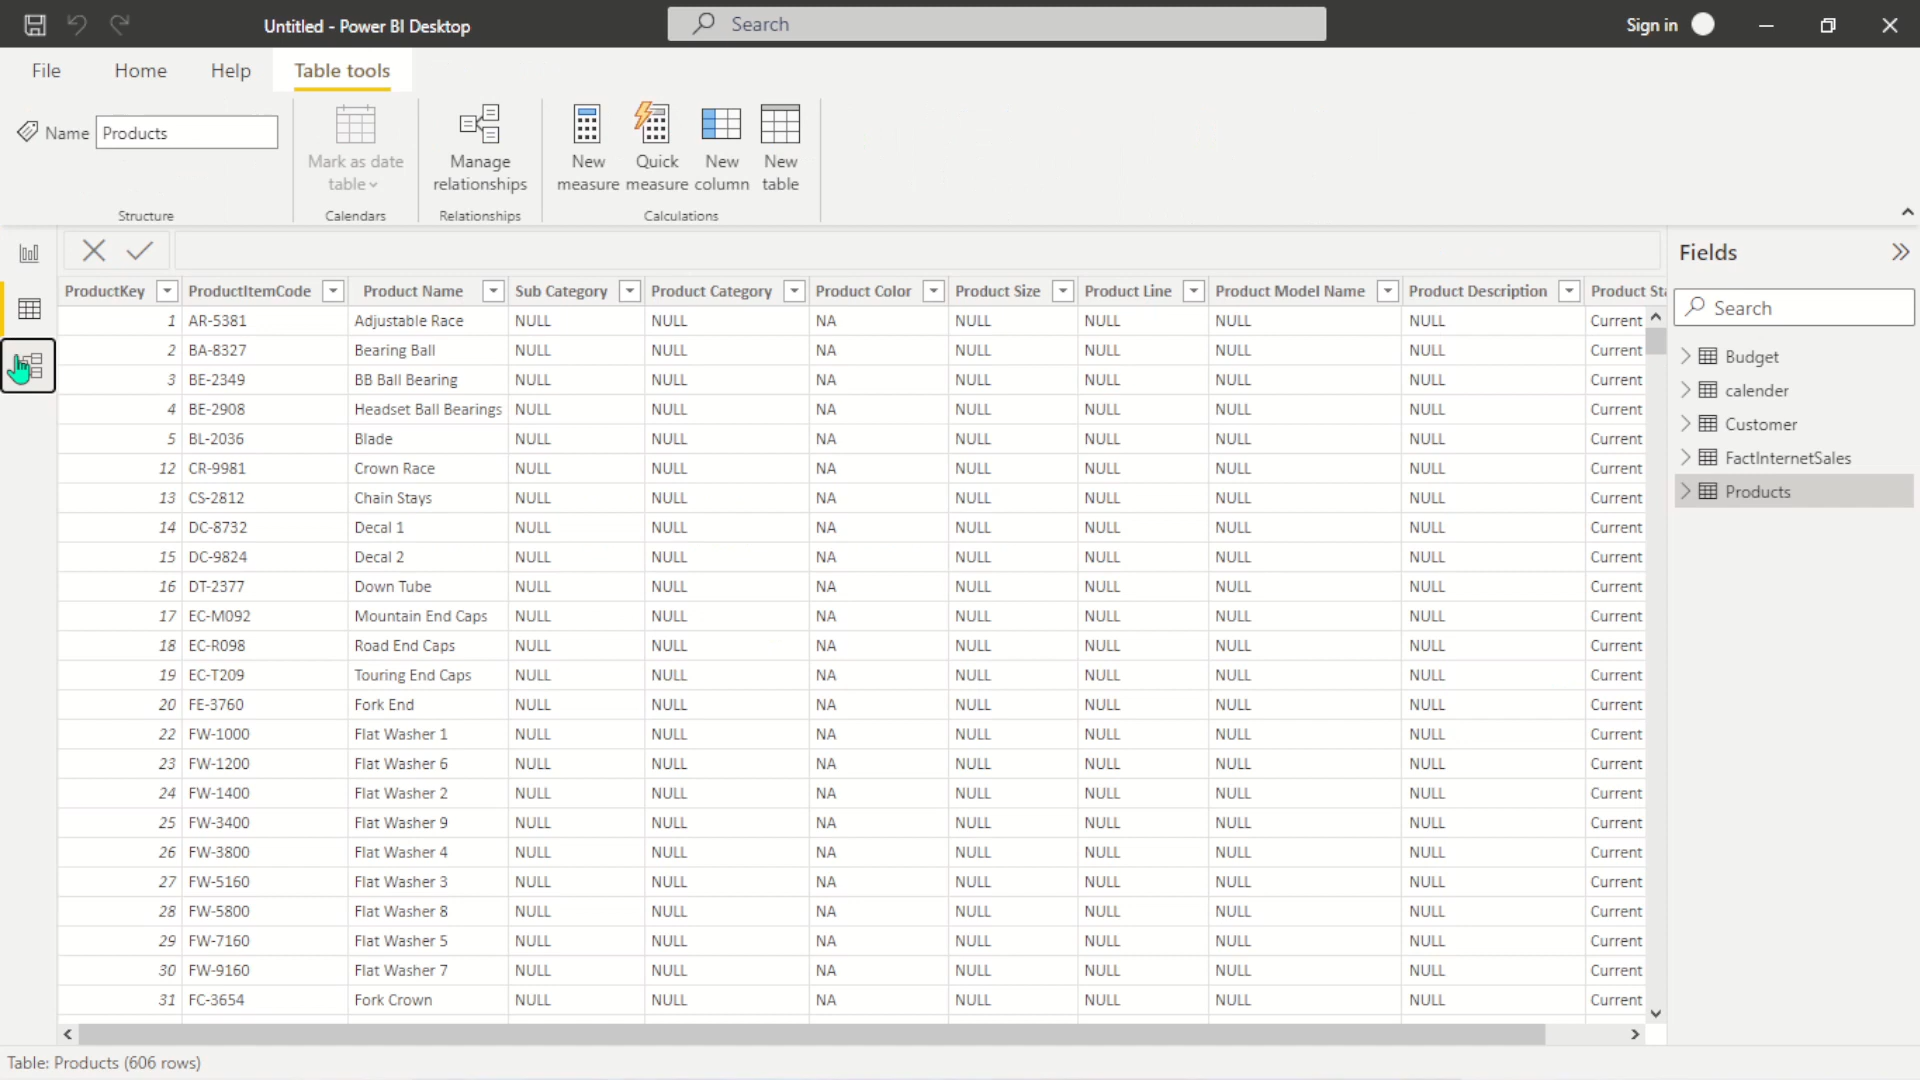 Untitled - Power BI Desktop
Search
Sign in
File Home Help Table tools
Name Products
Mark as date table
Manage relationships
New measure
Quick measure
New column
New table
Structure Calendars Relationships Calculations
Fields
Search
Budget
calender
Customer
FactInternetSales
Products
ProductKey ProductItemCode Product Name Sub Category Product Category Product Color Product Size Product Line Product Model Name Product Description Product Sta
1 AR-5381 Adjustable Race NULL NULL NA NULL NULL NULL NULL Current
2 BA-8327 Bearing Ball NULL NULL NA NULL NULL NULL NULL Current
3 BE-2349 BB Ball Bearing NULL NULL NA NULL NULL NULL NULL Current
4 BE-2908 Headset Ball Bearings NULL NULL NA NULL NULL NULL NULL Current
5 BL-2036 Blade NULL NULL NA NULL NULL NULL NULL Current
12 CR-9981 Crown Race NULL NULL NA NULL NULL NULL NULL Current
13 CS-2812 Chain Stays NULL NULL NA NULL NULL NULL NULL Current
14 DC-8732 Decal 1 NULL NULL NA NULL NULL NULL NULL Current
15 DC-9824 Decal 2 NULL NULL NA NULL NULL NULL NULL Current
16 DT-2377 Down Tube NULL NULL NA NULL NULL NULL NULL Current
17 EC-M092 Mountain End Caps NULL NULL NA NULL NULL NULL NULL Current
18 EC-R098 Road End Caps NULL NULL NA NULL NULL NULL NULL Current
19 EC-T209 Touring End Caps NULL NULL NA NULL NULL NULL NULL Current
20 FE-3760 Fork End NULL NULL NA NULL NULL NULL NULL Current
22 FW-1000 Flat Washer 1 NULL NULL NA NULL NULL NULL NULL Current
23 FW-1200 Flat Washer 6 NULL NULL NA NULL NULL NULL NULL Current
24 FW-1400 Flat Washer 2 NULL NULL NA NULL NULL NULL NULL Current
25 FW-3400 Flat Washer 9 NULL NULL NA NULL NULL NULL NULL Current
26 FW-3800 Flat Washer 4 NULL NULL NA NULL NULL NULL NULL Current
27 FW-5160 Flat Washer 3 NULL NULL NA NULL NULL NULL NULL Current
28 FW-5800 Flat Washer 8 NULL NULL NA NULL NULL NULL NULL Current
29 FW-7160 Flat Washer 5 NULL NULL NA NULL NULL NULL NULL Current
30 FW-9160 Flat Washer 7 NULL NULL NA NULL NULL NULL NULL Current
31 FC-3654 Fork Crown NULL NULL NA NULL NULL NULL NULL Current
Table: Products (606 rows)